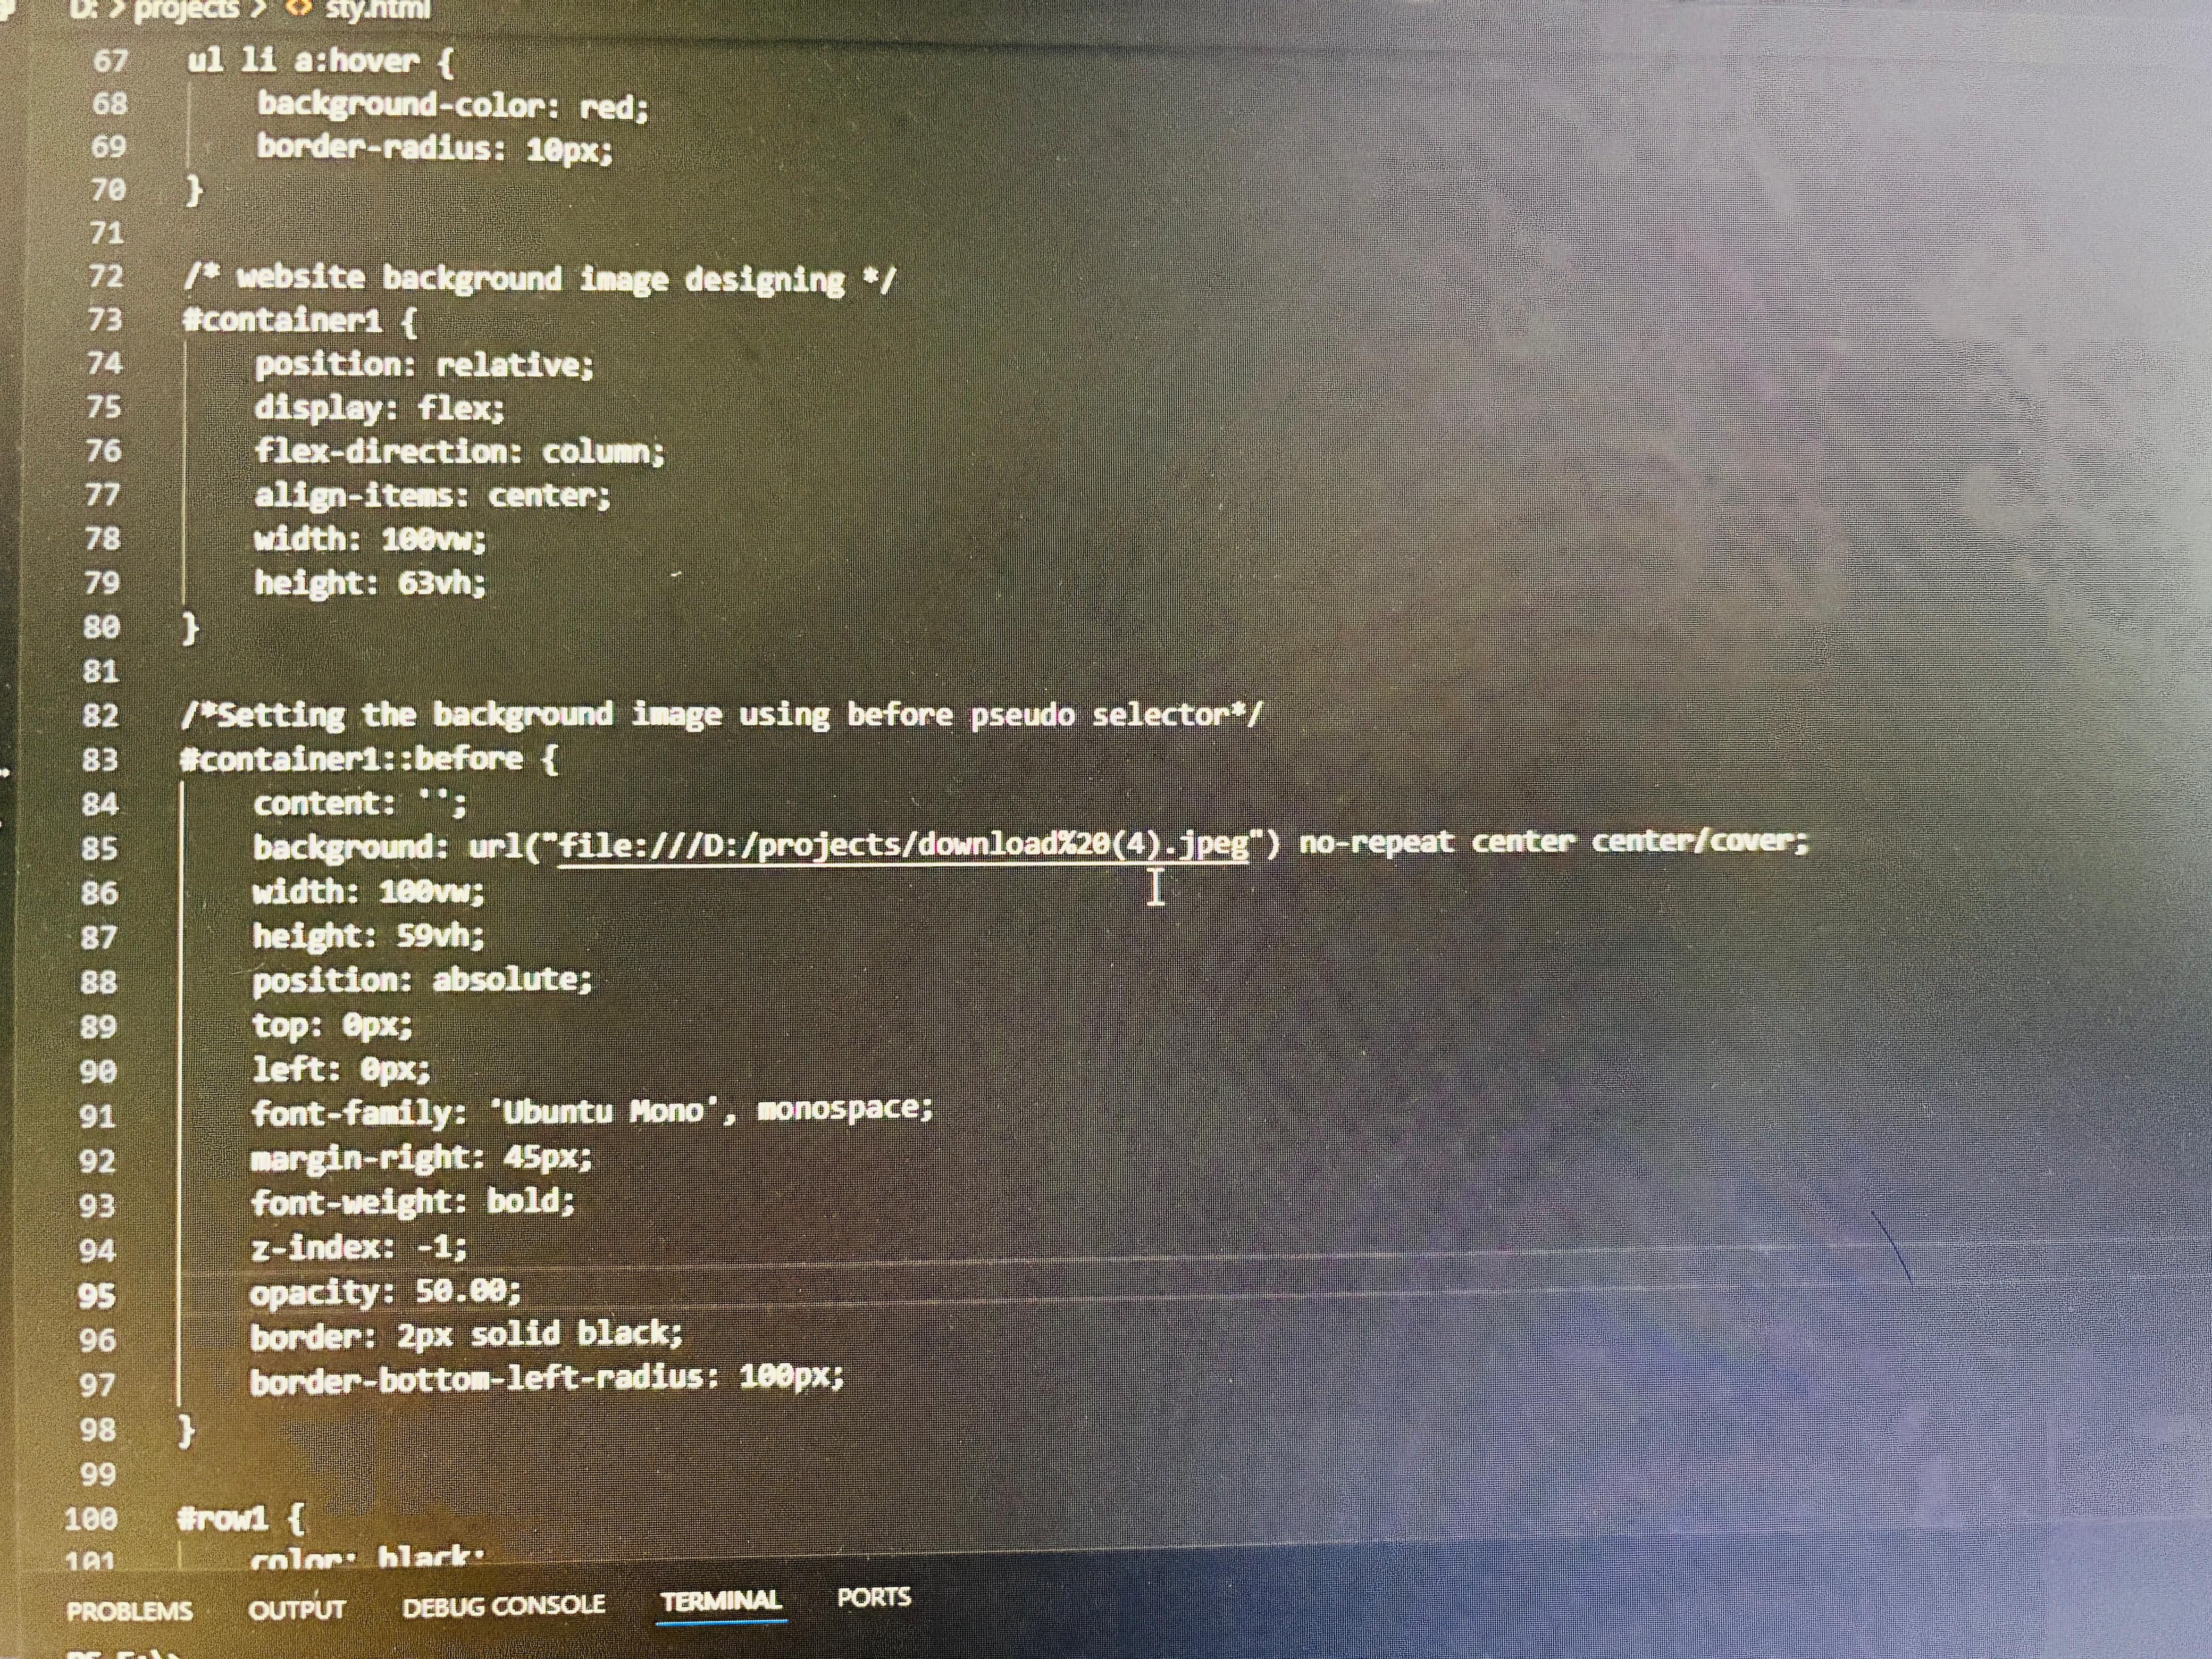 D: > projects > <> sty.html
67 ul li a:hover {
68 background-color: red;
69 border-radius: 10px;
70 }
71
72 /* website background image designing */
73 #container1 {
74 position: relative;
75 display: flex;
76 flex-direction: column;
77 align-items: center;
78 width: 100vw;
79 height: 63vh;
80 }
81
82 /*Setting the background image using before pseudo selector*/
83 #container1::before {
84 content: '';
85 background: url("file:///D:/projects/download%20(4).jpeg") no-repeat center center/cover;
86 width: 100vw;
87 height: 59vh;
88 position: absolute;
89 top: 0px;
90 left: 0px;
91 font-family: 'Ubuntu Mono', monospace;
92 margin-right: 45px;
93 font-weight: bold;
94 z-index: -1;
95 opacity: 50.00;
96 border: 2px solid black;
97 border-bottom-left-radius: 100px;
98 }
99
100 #row1 {
101 color: black;
PROBLEMS OUTPUT DEBUG CONSOLE TERMINAL PORTS